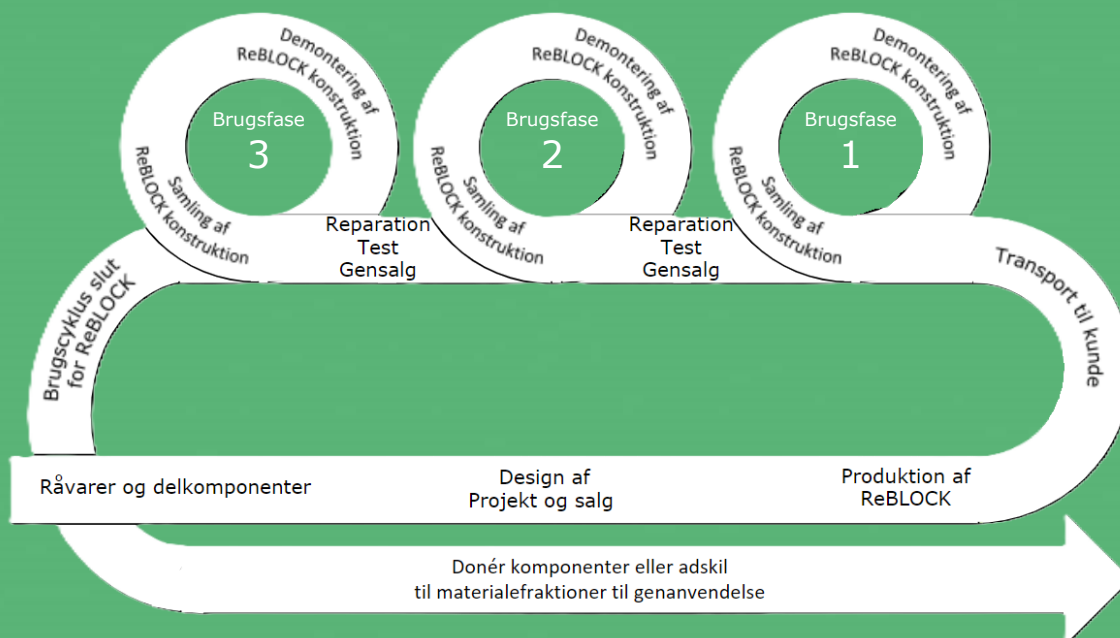 Demontering af
ReBLOCK konstruktion
Brugsfase
3
Samling af
ReBLOCK konstruktion
Reparation
Test
Gensalg
Demontering af
ReBLOCK konstruktion
Brugsfase
2
Samling af
ReBLOCK konstruktion
Reparation
Test
Gensalg
Demontering af
ReBLOCK konstruktion
Brugsfase
1
Samling af
ReBLOCK konstruktion
Transport til kunde
Brugscyklus slut
for ReBLOCK
Råvarer og delkomponenter
Design af
Projekt og salg
Produktion af
ReBLOCK
Donér komponenter eller adskil
til materialefraktioner til genanvendelse